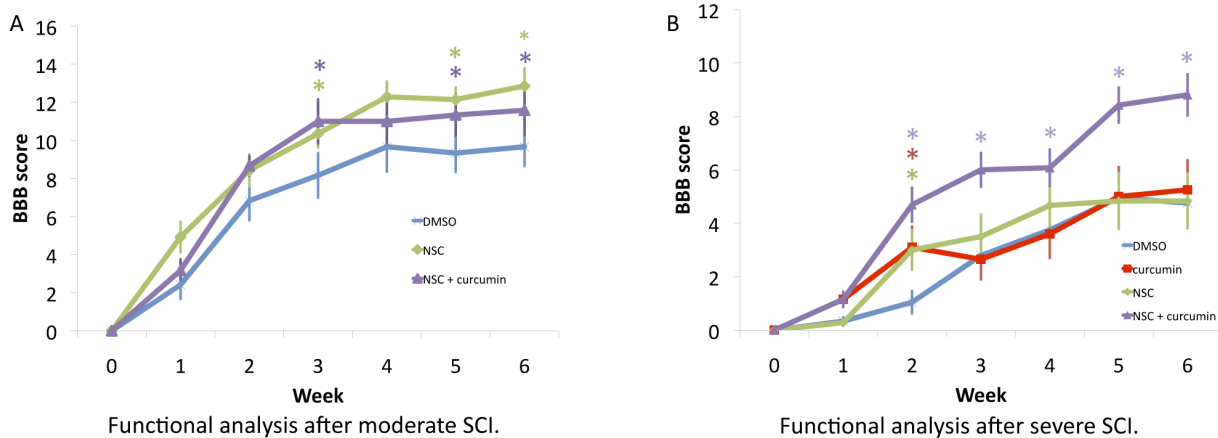 A
16
14
12
10
8
6
4
2
0
BBB score
*
*
*
*
*
*
DMSO
NSC
NSC + curcumin
0 1 2 3 4 5 6
Week
Functional analysis after moderate SCI.
B
12
10
8
6
4
2
0
BBB score
*
*
*
*
*
*
*
DMSO
curcumin
NSC
NSC + curcumin
0 1 2 3 4 5 6
Week
Functional analysis after severe SCI.